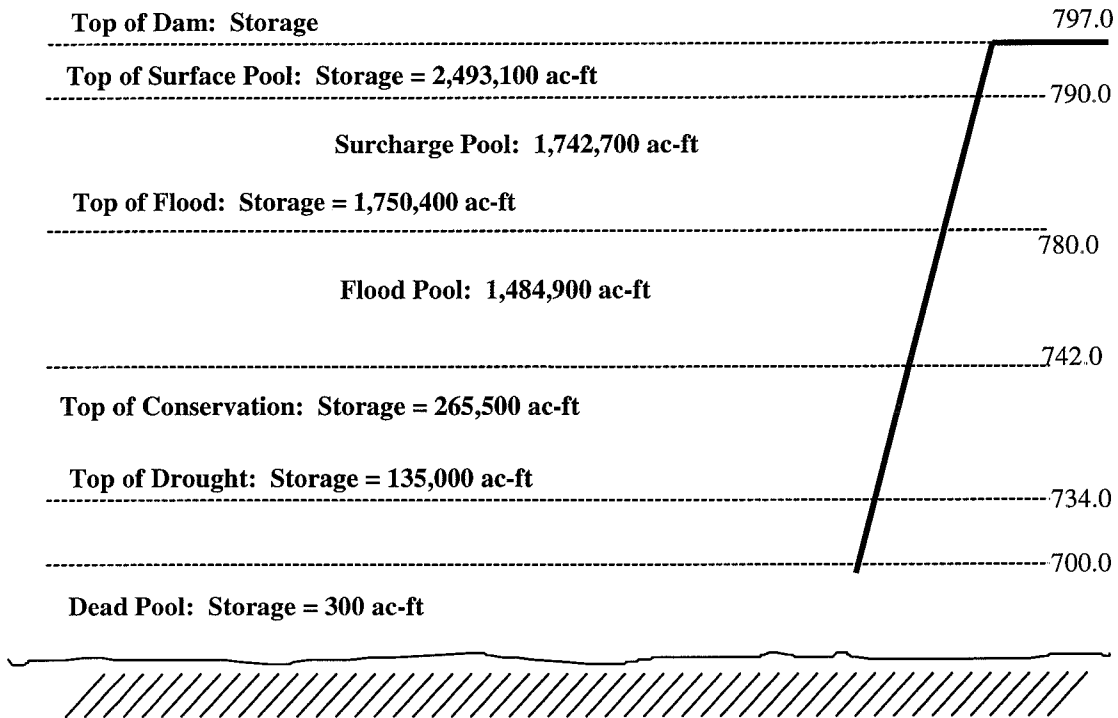 Top of Dam: Storage 797.0
Top of Surface Pool: Storage = 2,493,100 ac-ft
790.0
Surcharge Pool: 1,742,700 ac-ft
Top of Flood: Storage = 1,750,400 ac-ft
780.0
Flood Pool: 1,484,900 ac-ft
742.0
Top of Conservation: Storage = 265,500 ac-ft
Top of Drought: Storage = 135,000 ac-ft
734.0
700.0
Dead Pool: Storage = 300 ac-ft